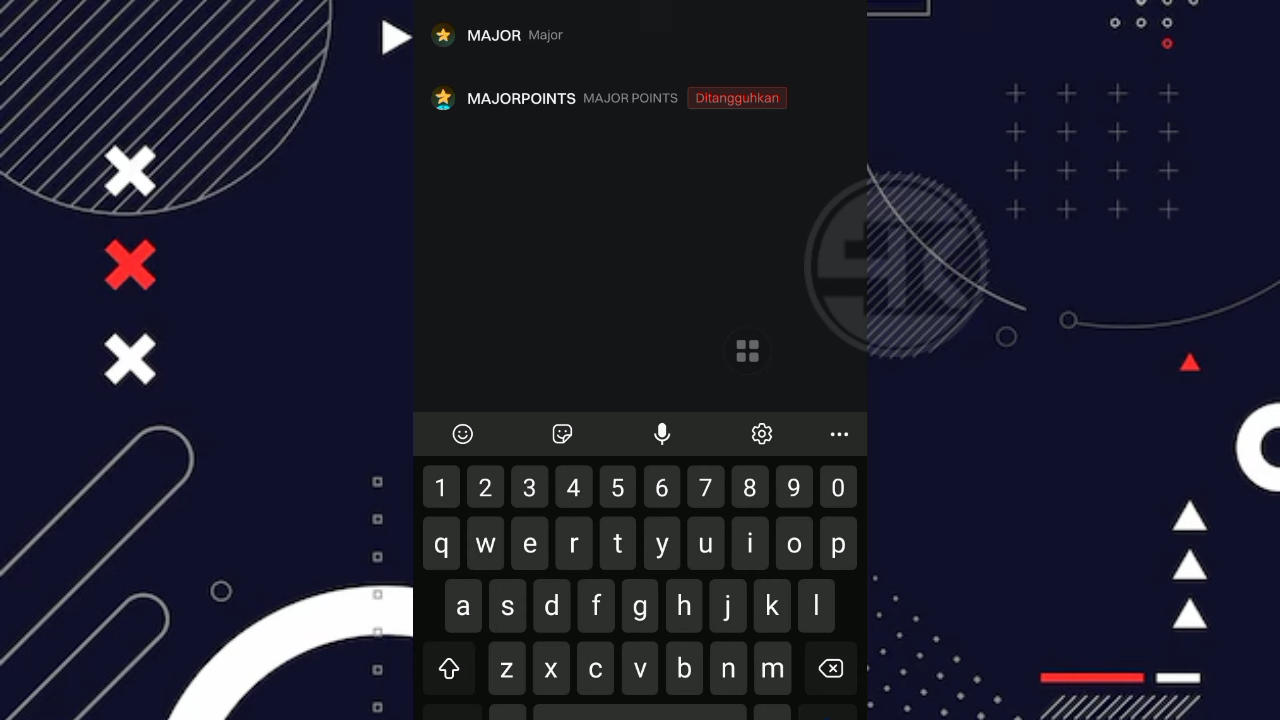 MAJOR Major
MAJORPOINTS MAJOR POINTS Ditangguhkan
1 2 3 4 5 6 7 8 9 0
q w e r t y u i o p
a s d f g h j k l
z x c v b n m